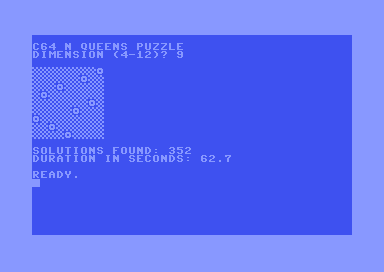 C64 N QUEENS PUZZLE
DIMENSION (4-12)? 9
SOLUTIONS FOUND: 352
DURATION IN SECONDS: 62.7
READY.